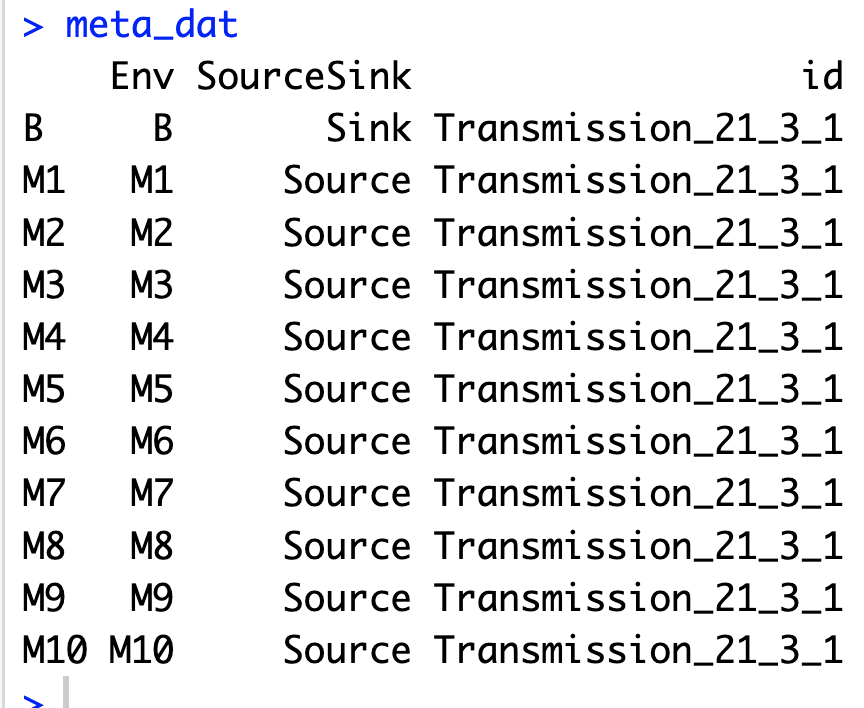 > meta_dat
    Env SourceSink                 id
B     B       Sink Transmission_21_3_1
M1   M1     Source Transmission_21_3_1
M2   M2     Source Transmission_21_3_1
M3   M3     Source Transmission_21_3_1
M4   M4     Source Transmission_21_3_1
M5   M5     Source Transmission_21_3_1
M6   M6     Source Transmission_21_3_1
M7   M7     Source Transmission_21_3_1
M8   M8     Source Transmission_21_3_1
M9   M9     Source Transmission_21_3_1
M10 M10     Source Transmission_21_3_1
>